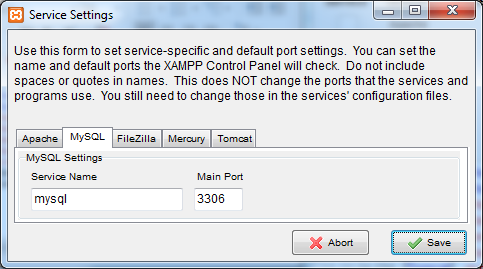 Service Settings
Use this form to set service-specific and default port settings. You can set the
name and default ports the XAMPP Control Panel will check. Do not include
spaces or quotes in names. This does NOT change the ports that the services and
programs use. You still need to change those in the services' configuration files.
Apache MySQL FileZilla Mercury Tomcat
MySQL Settings
Service Name Main Port
mysql 3306
Abort Save